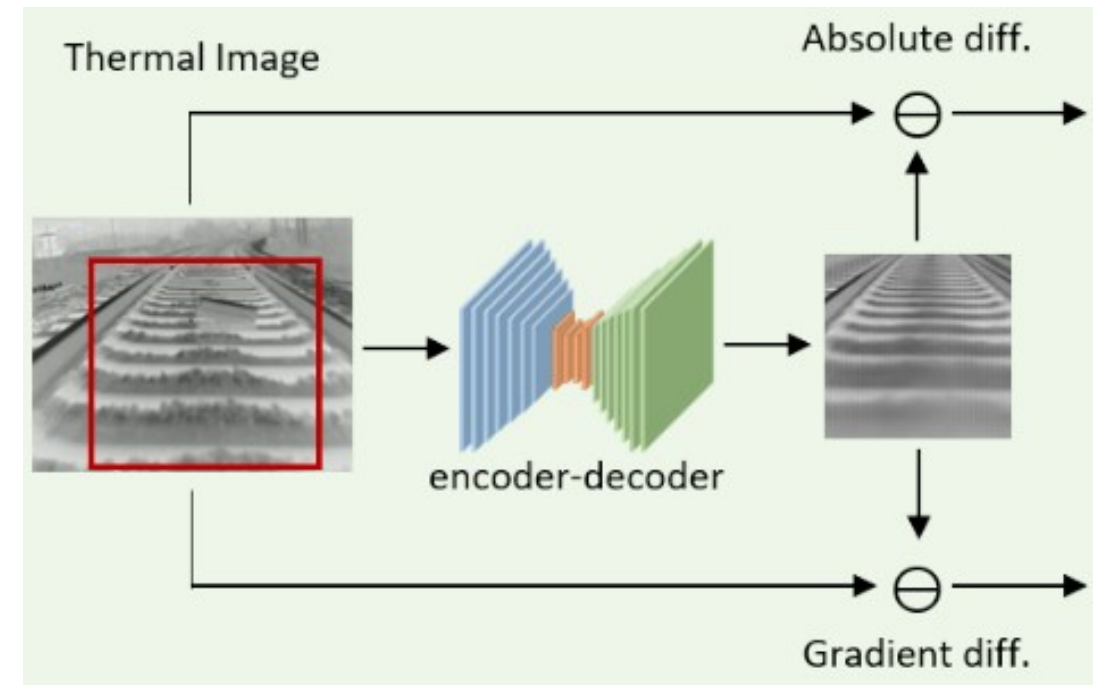 Thermal Image
Absolute diff.
encoder-decoder
Gradient diff.